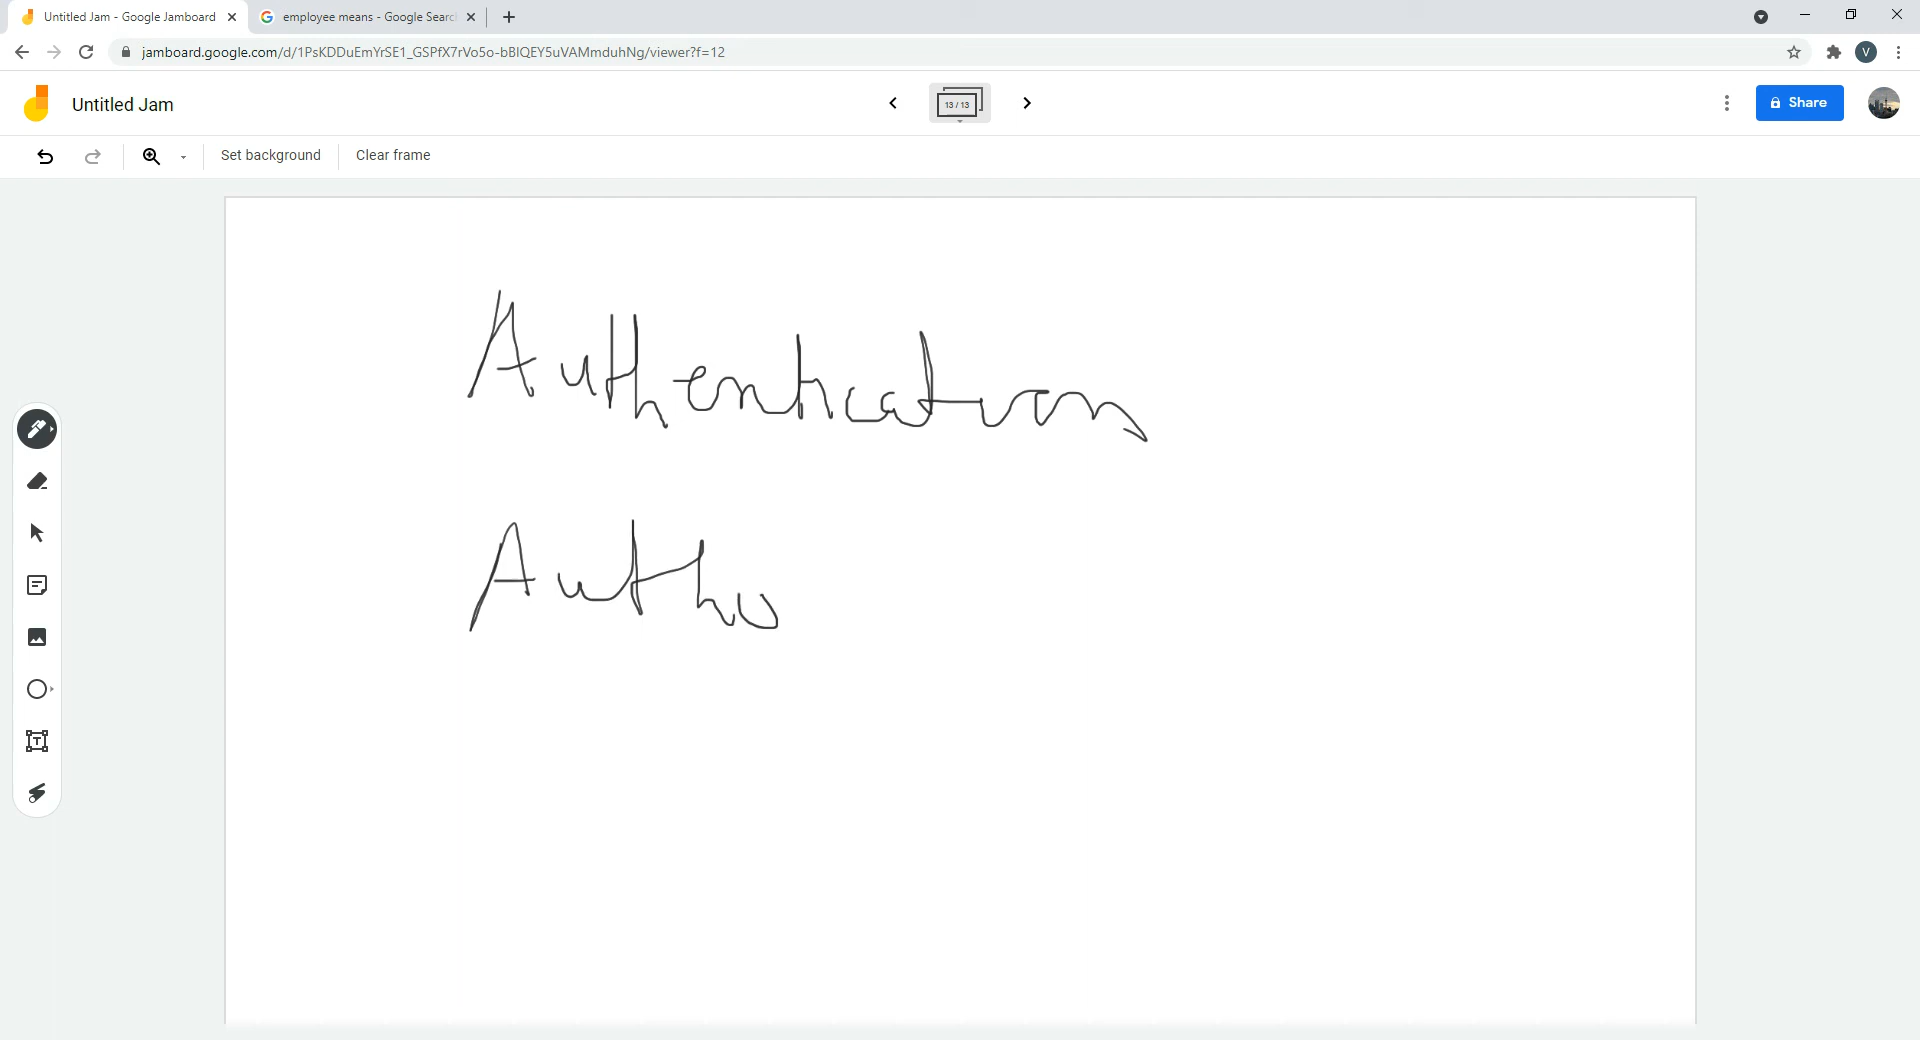 Untitled Jam - Google Jamboard
employee means - Google Searc
V
jamboard.google.com/d/1PsKDDuEmYrSE1_GSPfX7rVo5o-bBIQEY5uVAMmduhNg/viewer?f=12
Untitled Jam
13 / 13
Share
Set background
Clear frame
Authentication
Autho
T